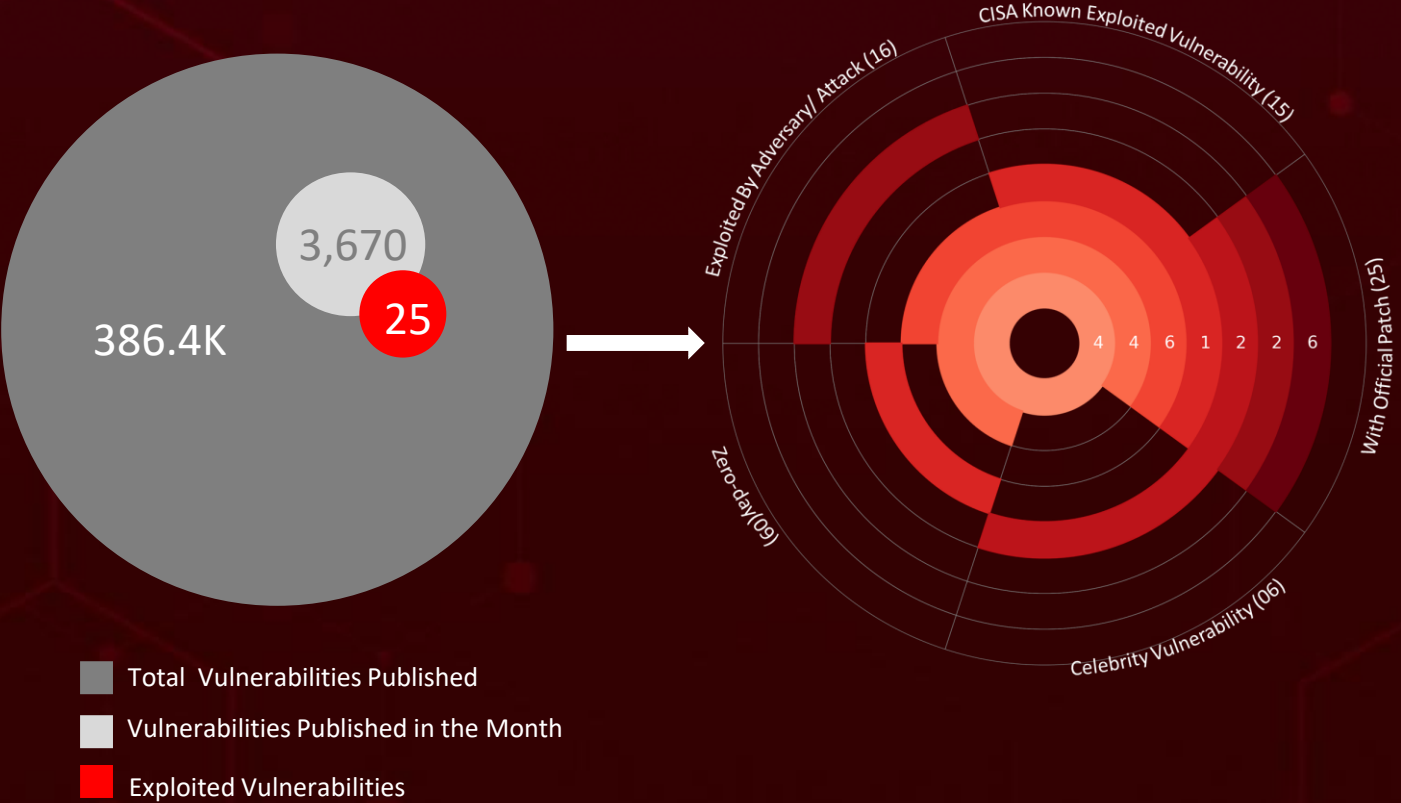 386.4K
3,670
25
Total Vulnerabilities Published
Vulnerabilities Published in the Month
Exploited Vulnerabilities
CISA Known Exploited Vulnerability (15)
Exploited By Adversary/ Attack (16)
With Official Patch (25)
4 4 6 1 2 2 6
Zero-day(09)
Celebrity Vulnerability (06)